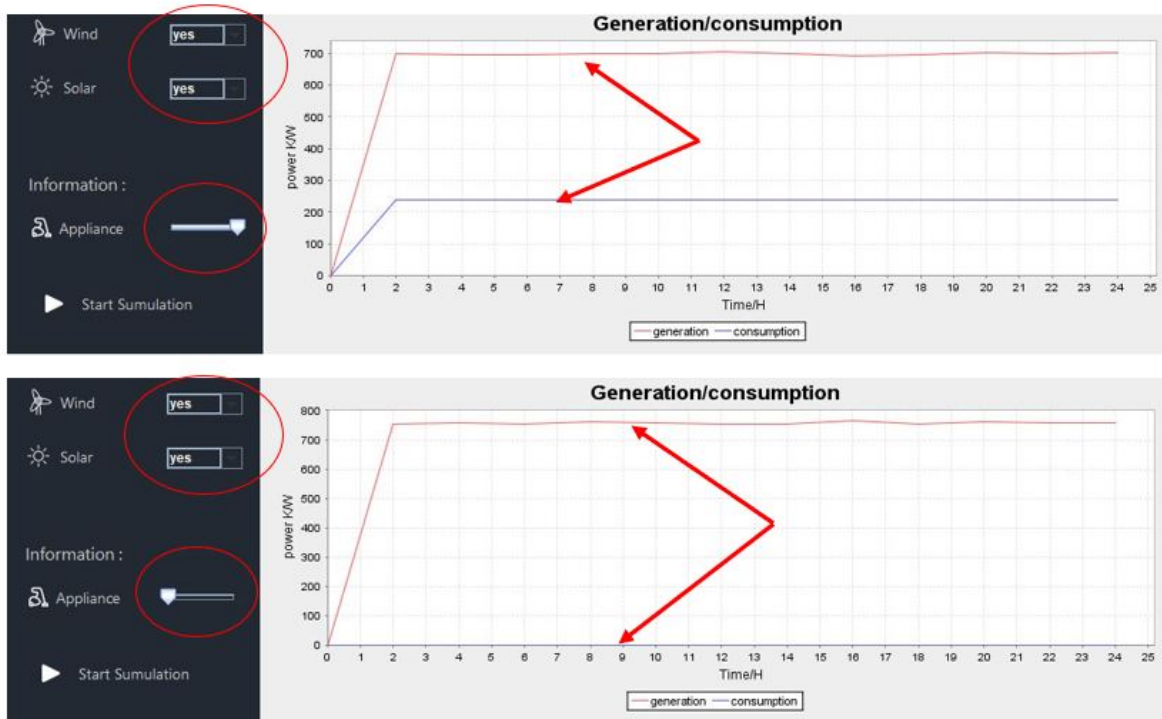 Wind yes
Solar yes
Information :
Appliance
Start Sumulation
Generation/consumption
power K/W
700
600
500
400
300
200
100
0
0 1 2 3 4 5 6 7 8 9 10 11 12 13 14 15 16 17 18 19 20 21 22 23 24 25
Time/H
generation consumption
Wind yes
Solar yes
Information :
Appliance
Start Sumulation
Generation/consumption
power K/W
800
700
600
500
400
300
200
100
0
0 1 2 3 4 5 6 7 8 9 10 11 12 13 14 15 16 17 18 19 20 21 22 23 24 25
Time/H
generation consumption